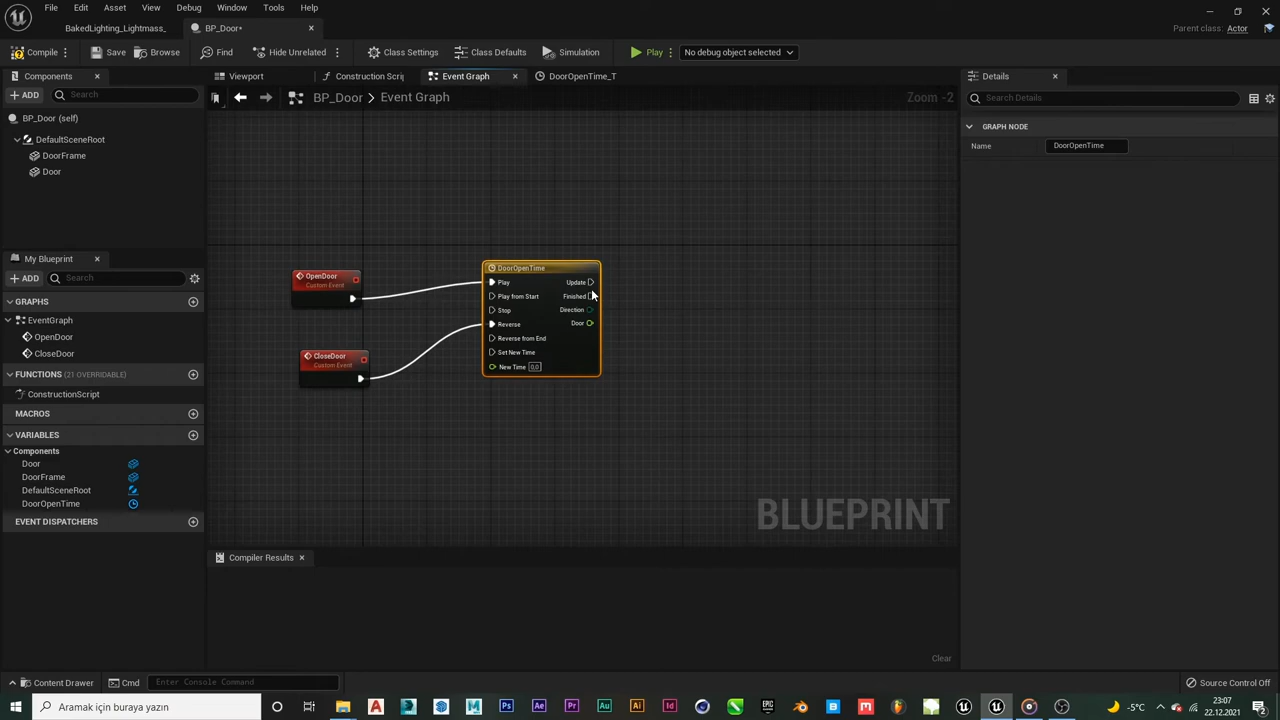 File Edit Asset View Debug Window Tools Help
BakedLighting_Lightmass_
BP_Door*
Parent class: Actor
Compile Save Browse Find Hide Unrelated Class Settings Class Defaults Simulation Play No debug object selected
Components
ADD Search
BP_Door (self)
DefaultSceneRoot
DoorFrame
Door
My Blueprint
ADD Search
GRAPHS
EventGraph
OpenDoor
CloseDoor
FUNCTIONS (21 OVERRIDABLE)
ConstructionScript
MACROS
VARIABLES
Components
Door
DoorFrame
DefaultSceneRoot
DoorOpenTime
EVENT DISPATCHERS
Viewport Construction Scrip Event Graph DoorOpenTime_T
BP_Door > Event Graph Zoom -2
OpenDoor
Custom Event
CloseDoor
Custom Event
DoorOpenTime
Play Update
Play from Start Finished
Stop Direction
Reverse Door
Reverse from End
Set New Time
New Time 0,0
BLUEPRINT
Compiler Results
Clear
Details
Search Details
GRAPH NODE
Name DoorOpenTime
Content Drawer Cmd Enter Console Command Source Control Off
Aramak için buraya yazın
Ps Ae Pr Au Ai Id
-5°C
23:07
22.12.2021